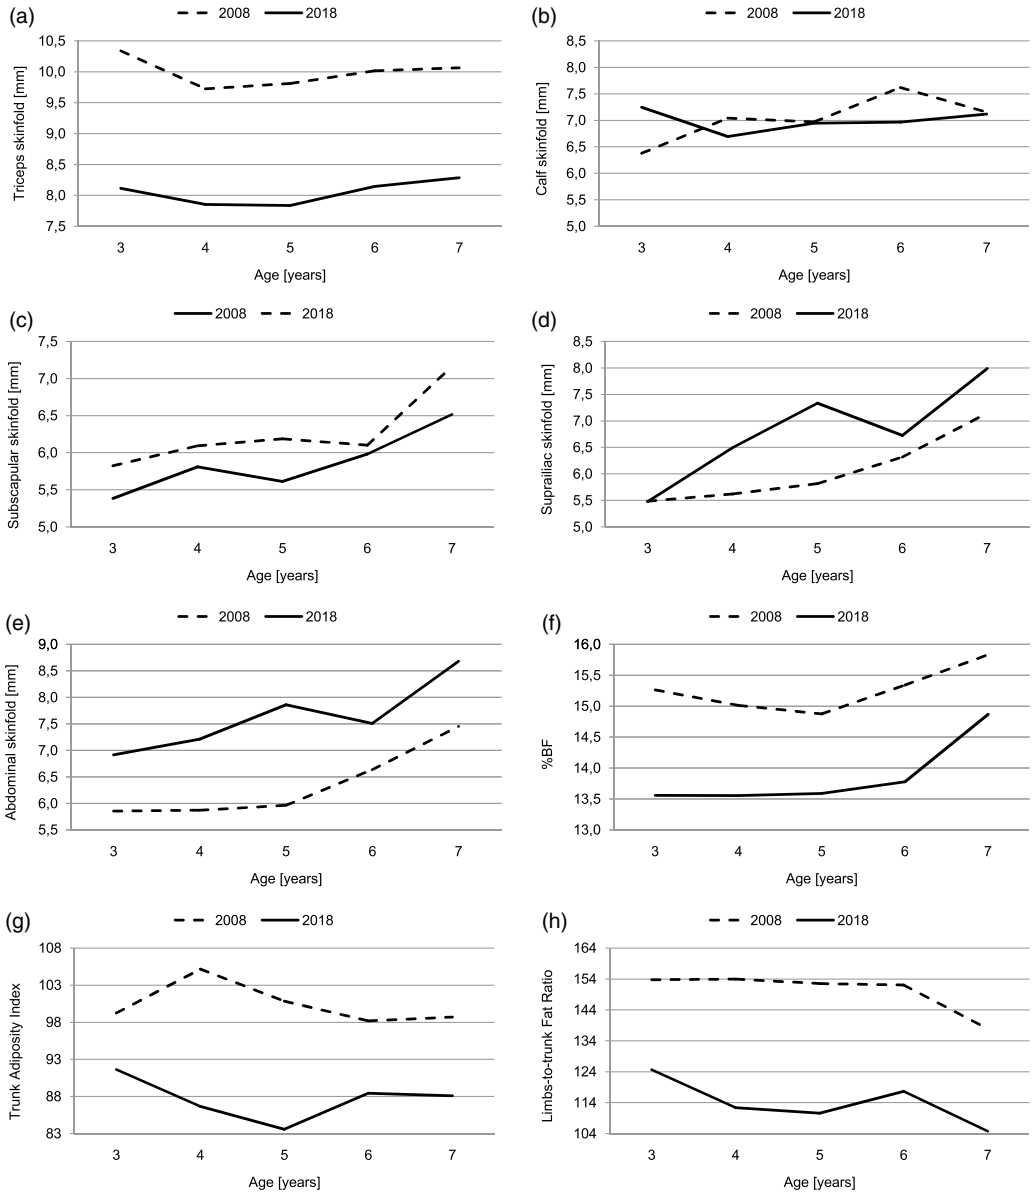 (a)
2008 2018
10,5
10,0
9,5
9,0
8,5
8,0
7,5
Triceps skinfold [mm]
3 4 5 6 7
Age [years]
(b)
2008 2018
8,5
8,0
7,5
7,0
6,5
6,0
5,5
5,0
Calf skinfold [mm]
3 4 5 6 7
Age [years]
(c)
2008 2018
7,5
7,0
6,5
6,0
5,5
5,0
Subscapular skinfold [mm]
3 4 5 6 7
Age [years]
(d)
2008 2018
8,5
8,0
7,5
7,0
6,5
6,0
5,5
5,0
Suprailiac skinfold [mm]
3 4 5 6 7
Age [years]
(e)
2008 2018
9,0
8,5
8,0
7,5
7,0
6,5
6,0
5,5
Abdominal skinfold [mm]
3 4 5 6 7
Age [years]
(f)
2008 2018
16,0
15,5
15,0
14,5
14,0
13,5
13,0
%BF
3 4 5 6 7
Age [years]
(g)
2008 2018
108
103
98
93
88
83
Trunk Adiposity Index
3 4 5 6 7
Age [years]
(h)
2008 2018
164
154
144
134
124
114
104
Limbs-to-trunk Fat Ratio
3 4 5 6 7
Age [years]